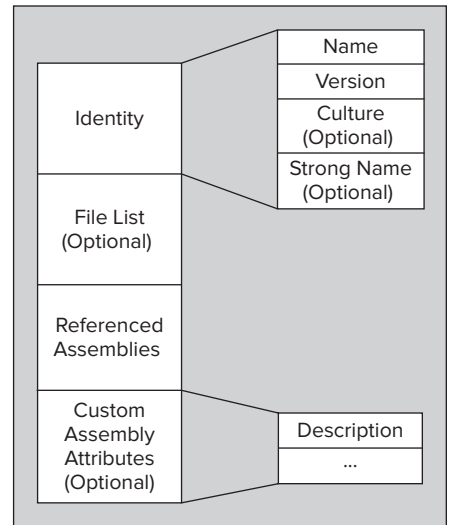 Identity
Name
Version
Culture
(Optional)
Strong Name
(Optional)
File List
(Optional)
Referenced
Assemblies
Custom
Assembly
Attributes
(Optional)
Description
...